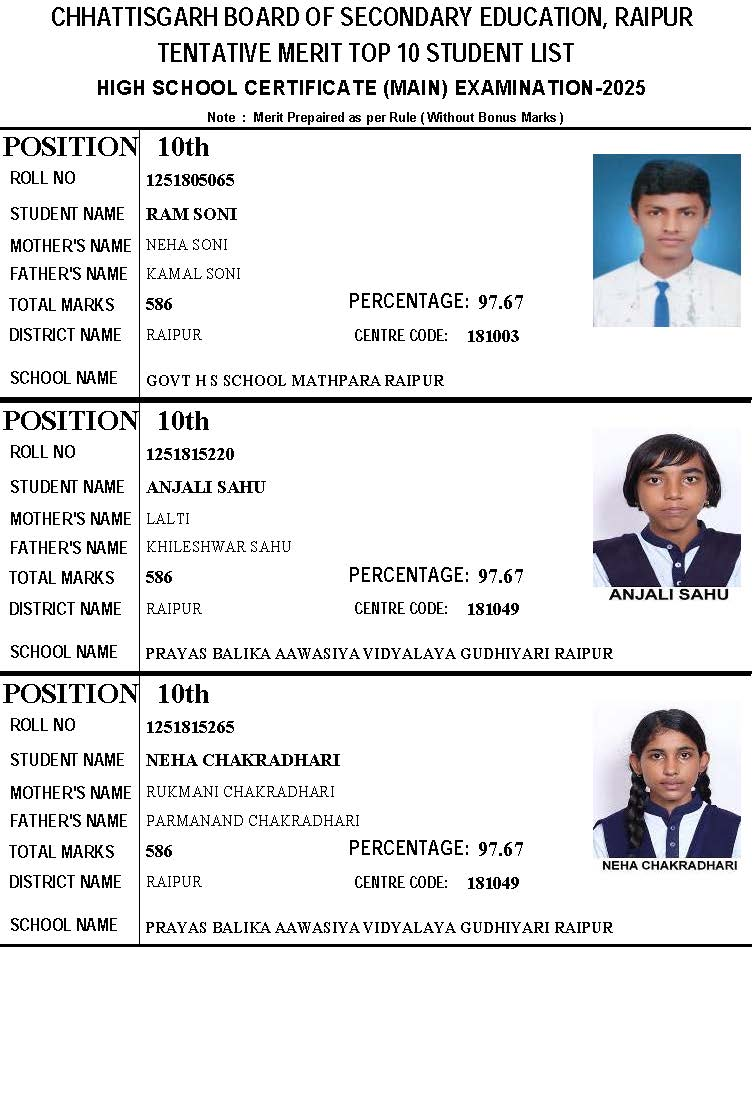 CHHATTISGARH BOARD OF SECONDARY EDUCATION, RAIPUR
TENTATIVE MERIT TOP 10 STUDENT LIST
HIGH SCHOOL CERTIFICATE (MAIN) EXAMINATION-2025
Note : Merit Prepaired as per Rule ( Without Bonus Marks )
POSITION 10th
ROLL NO 1251805065
STUDENT NAME RAM SONI
MOTHER'S NAME NEHA SONI
FATHER'S NAME KAMAL SONI
TOTAL MARKS 586 PERCENTAGE: 97.67
DISTRICT NAME RAIPUR CENTRE CODE: 181003
SCHOOL NAME GOVT H S SCHOOL MATHPARA RAIPUR
POSITION 10th
ROLL NO 1251815220
STUDENT NAME ANJALI SAHU
MOTHER'S NAME LALTI
FATHER'S NAME KHILESHWAR SAHU
TOTAL MARKS 586 PERCENTAGE: 97.67
ANJALI SAHU
DISTRICT NAME RAIPUR CENTRE CODE: 181049
SCHOOL NAME PRAYAS BALIKA AAWASIYA VIDYALAYA GUDHIYARI RAIPUR
POSITION 10th
ROLL NO 1251815265
STUDENT NAME NEHA CHAKRADHARI
MOTHER'S NAME RUKMANI CHAKRADHARI
FATHER'S NAME PARMANAND CHAKRADHARI
TOTAL MARKS 586 PERCENTAGE: 97.67
NEHA CHAKRADHARI
DISTRICT NAME RAIPUR CENTRE CODE: 181049
SCHOOL NAME PRAYAS BALIKA AAWASIYA VIDYALAYA GUDHIYARI RAIPUR